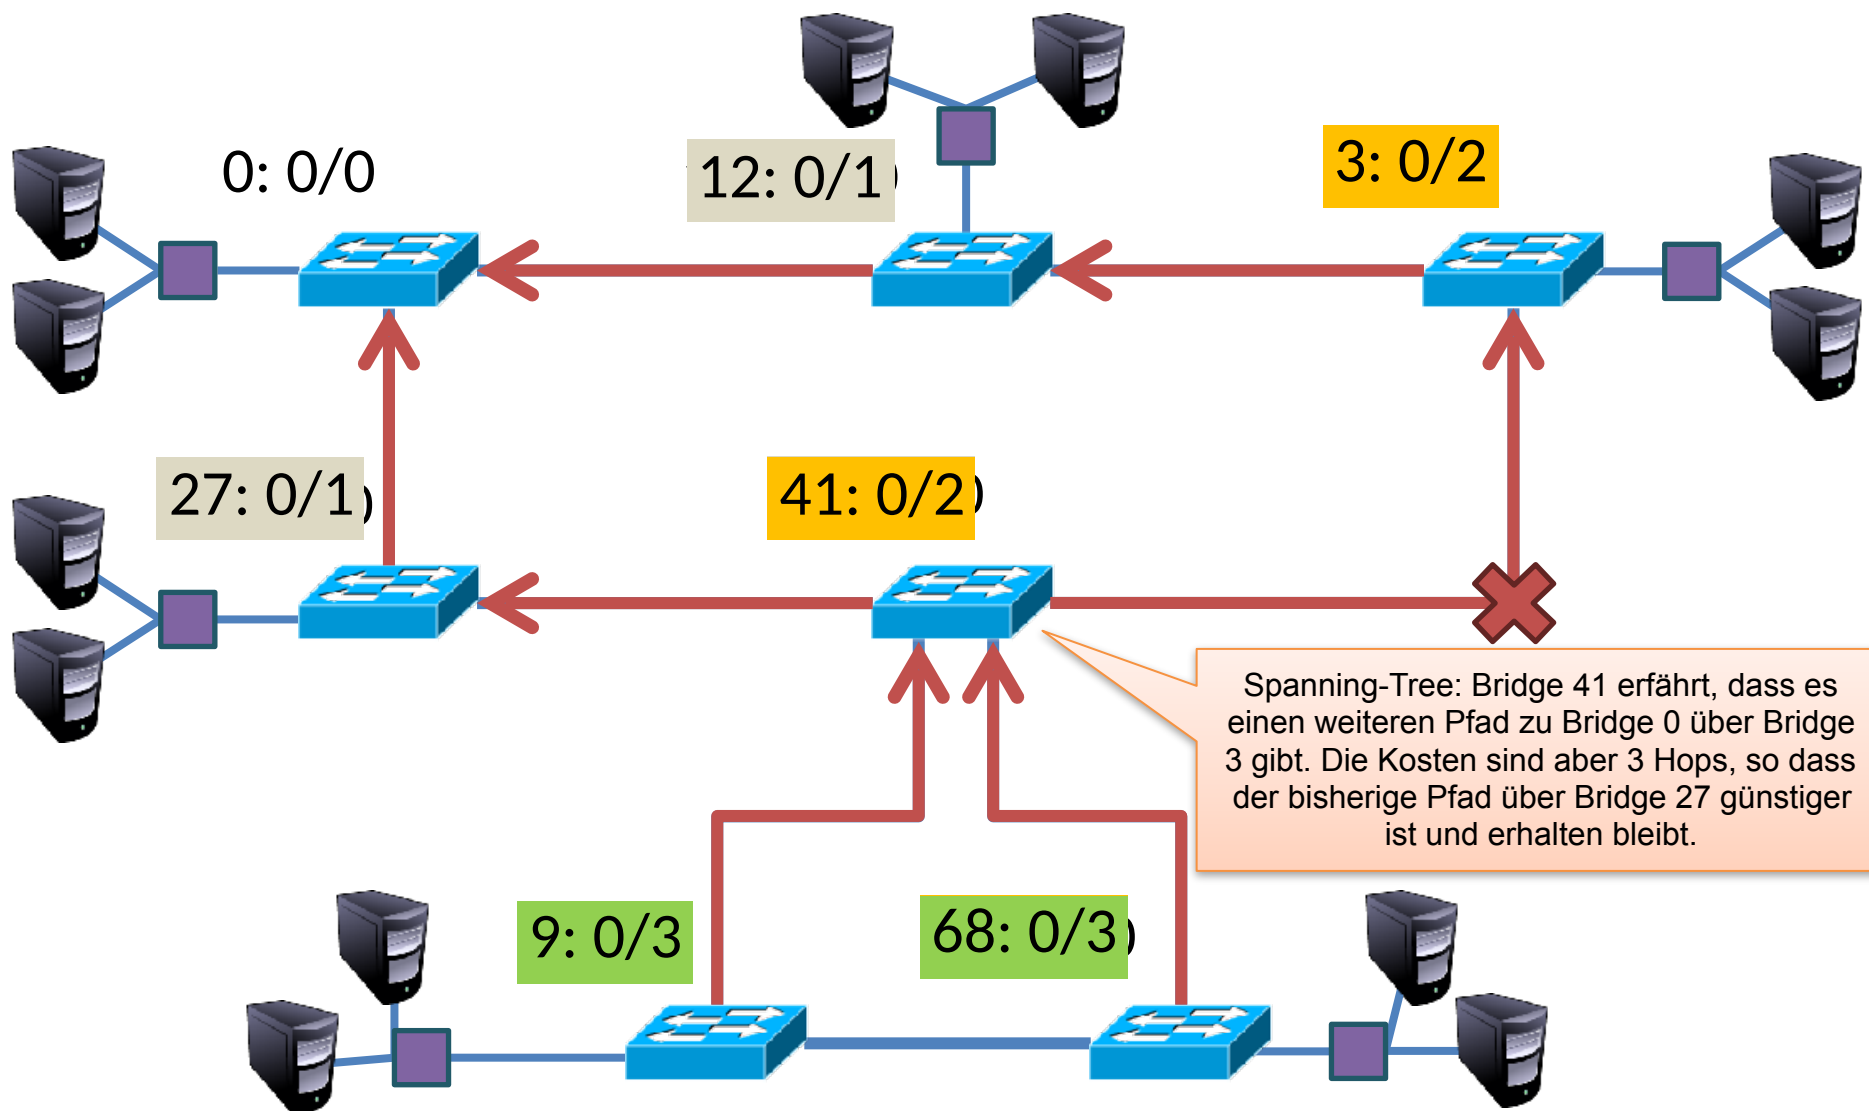 0: 0/0
12: 0/1
3: 0/2
27: 0/1
41: 0/2
Spanning-Tree: Bridge 41 erfährt, dass es
einen weiteren Pfad zu Bridge 0 über Bridge
3 gibt. Die Kosten sind aber 3 Hops, so dass
der bisherige Pfad über Bridge 27 günstiger
ist und erhalten bleibt.
9: 0/3
68: 0/3